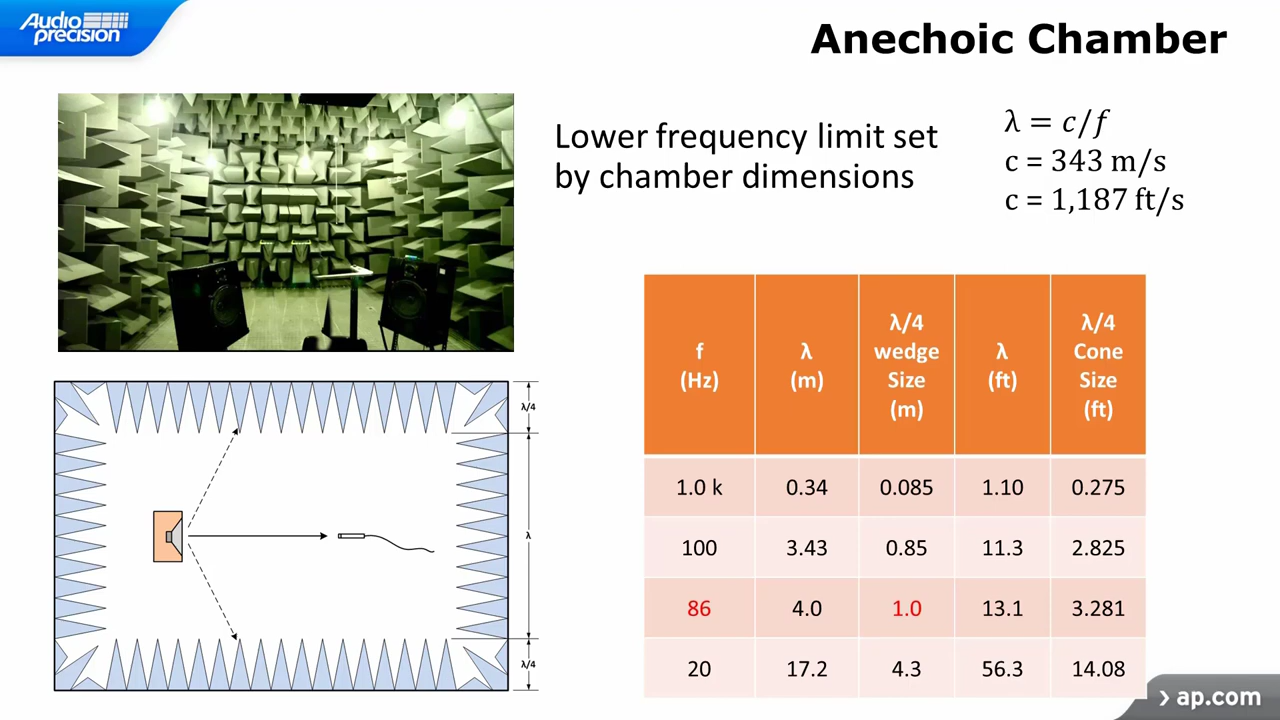 Audio
precision
Anechoic Chamber
Lower frequency limit set
by chamber dimensions
λ = c/f
c = 343 m/s
c = 1,187 ft/s
λ/4
λ
λ/4
f
(Hz)
λ
(m)
λ/4
wedge
Size
(m)
λ
(ft)
λ/4
Cone
Size
(ft)
1.0 k 0.34 0.085 1.10 0.275
100 3.43 0.85 11.3 2.825
86 4.0 1.0 13.1 3.281
20 17.2 4.3 56.3 14.08
ap.com